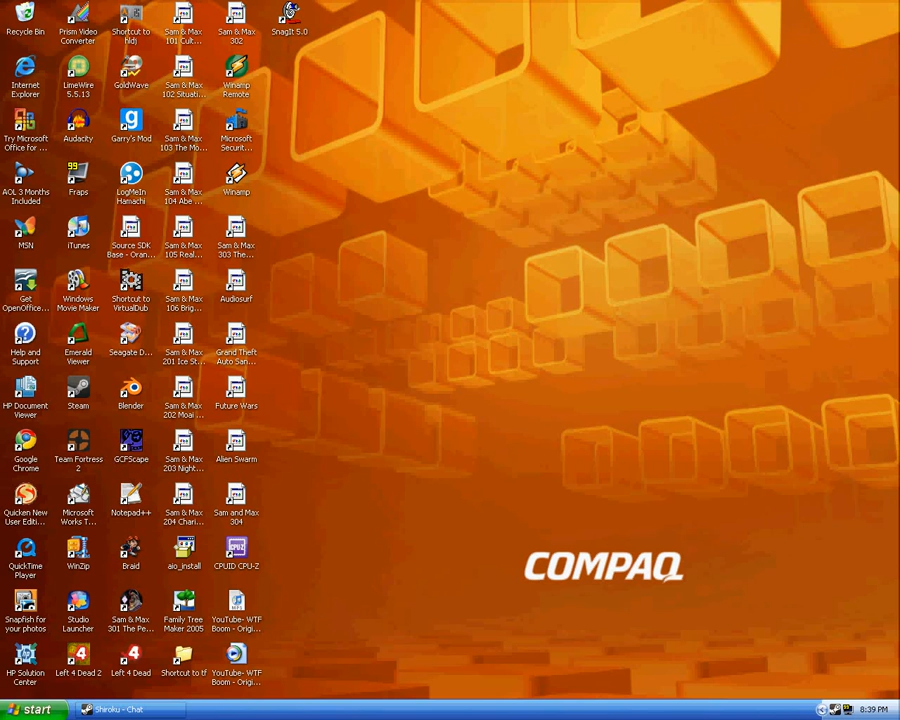 Recycle Bin
Prism Video
Converter
Shortcut to
hldj
Sam & Max
101 Cult...
Sam & Max
302
SnagIt 5.0
Internet
Explorer
LimeWire
5.5.13
GoldWave
Sam & Max
102 Situati...
Winamp
Remote
Try Microsoft
Office for ...
Audacity
Garry's Mod
Sam & Max
103 The Mo...
Microsoft
Securit...
AOL 3 Months
Included
99
Fraps
LogMeIn
Hamachi
Sam & Max
104 Abe ...
Winamp
MSN
iTunes
Source SDK
Base - Oran...
Sam & Max
105 Real...
Sam & Max
303 The...
Get
OpenOffice...
Windows
Movie Maker
Shortcut to
VirtualDub
Sam & Max
106 Brig...
Audiosurf
Help and
Support
Emerald
Viewer
Seagate D...
Sam & Max
201 Ice St...
Grand Theft
Auto San...
HP Document
Viewer
Steam
Blender
Sam & Max
202 Moai ...
Future Wars
Google
Chrome
Team Fortress
2
GCFScape
Sam & Max
203 Night...
Alien Swarm
Quicken New
User Editi...
Microsoft
Works T...
Notepad++
Sam & Max
204 Chari...
Sam and Max
304
QuickTime
Player
WinZip
Braid
aio_install
CPUID CPU-Z
Snapfish for
your photos
Studio
Launcher
Sam & Max
301 The Pe...
Family Tree
Maker 2005
YouTube- WTF
Boom - Origi...
HP Solution
Center
Left 4 Dead 2
Left 4 Dead
Shortcut to tf
YouTube- WTF
Boom - Origi...
COMPAQ
start
Shiroku - Chat
8:39 PM